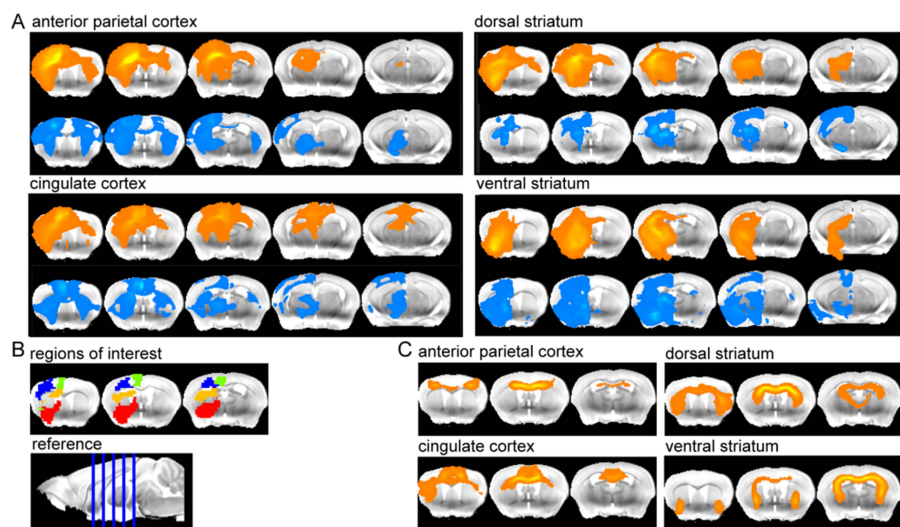 A
anterior parietal cortex
dorsal striatum
cingulate cortex
ventral striatum
B
regions of interest
reference
C
anterior parietal cortex
dorsal striatum
cingulate cortex
ventral striatum